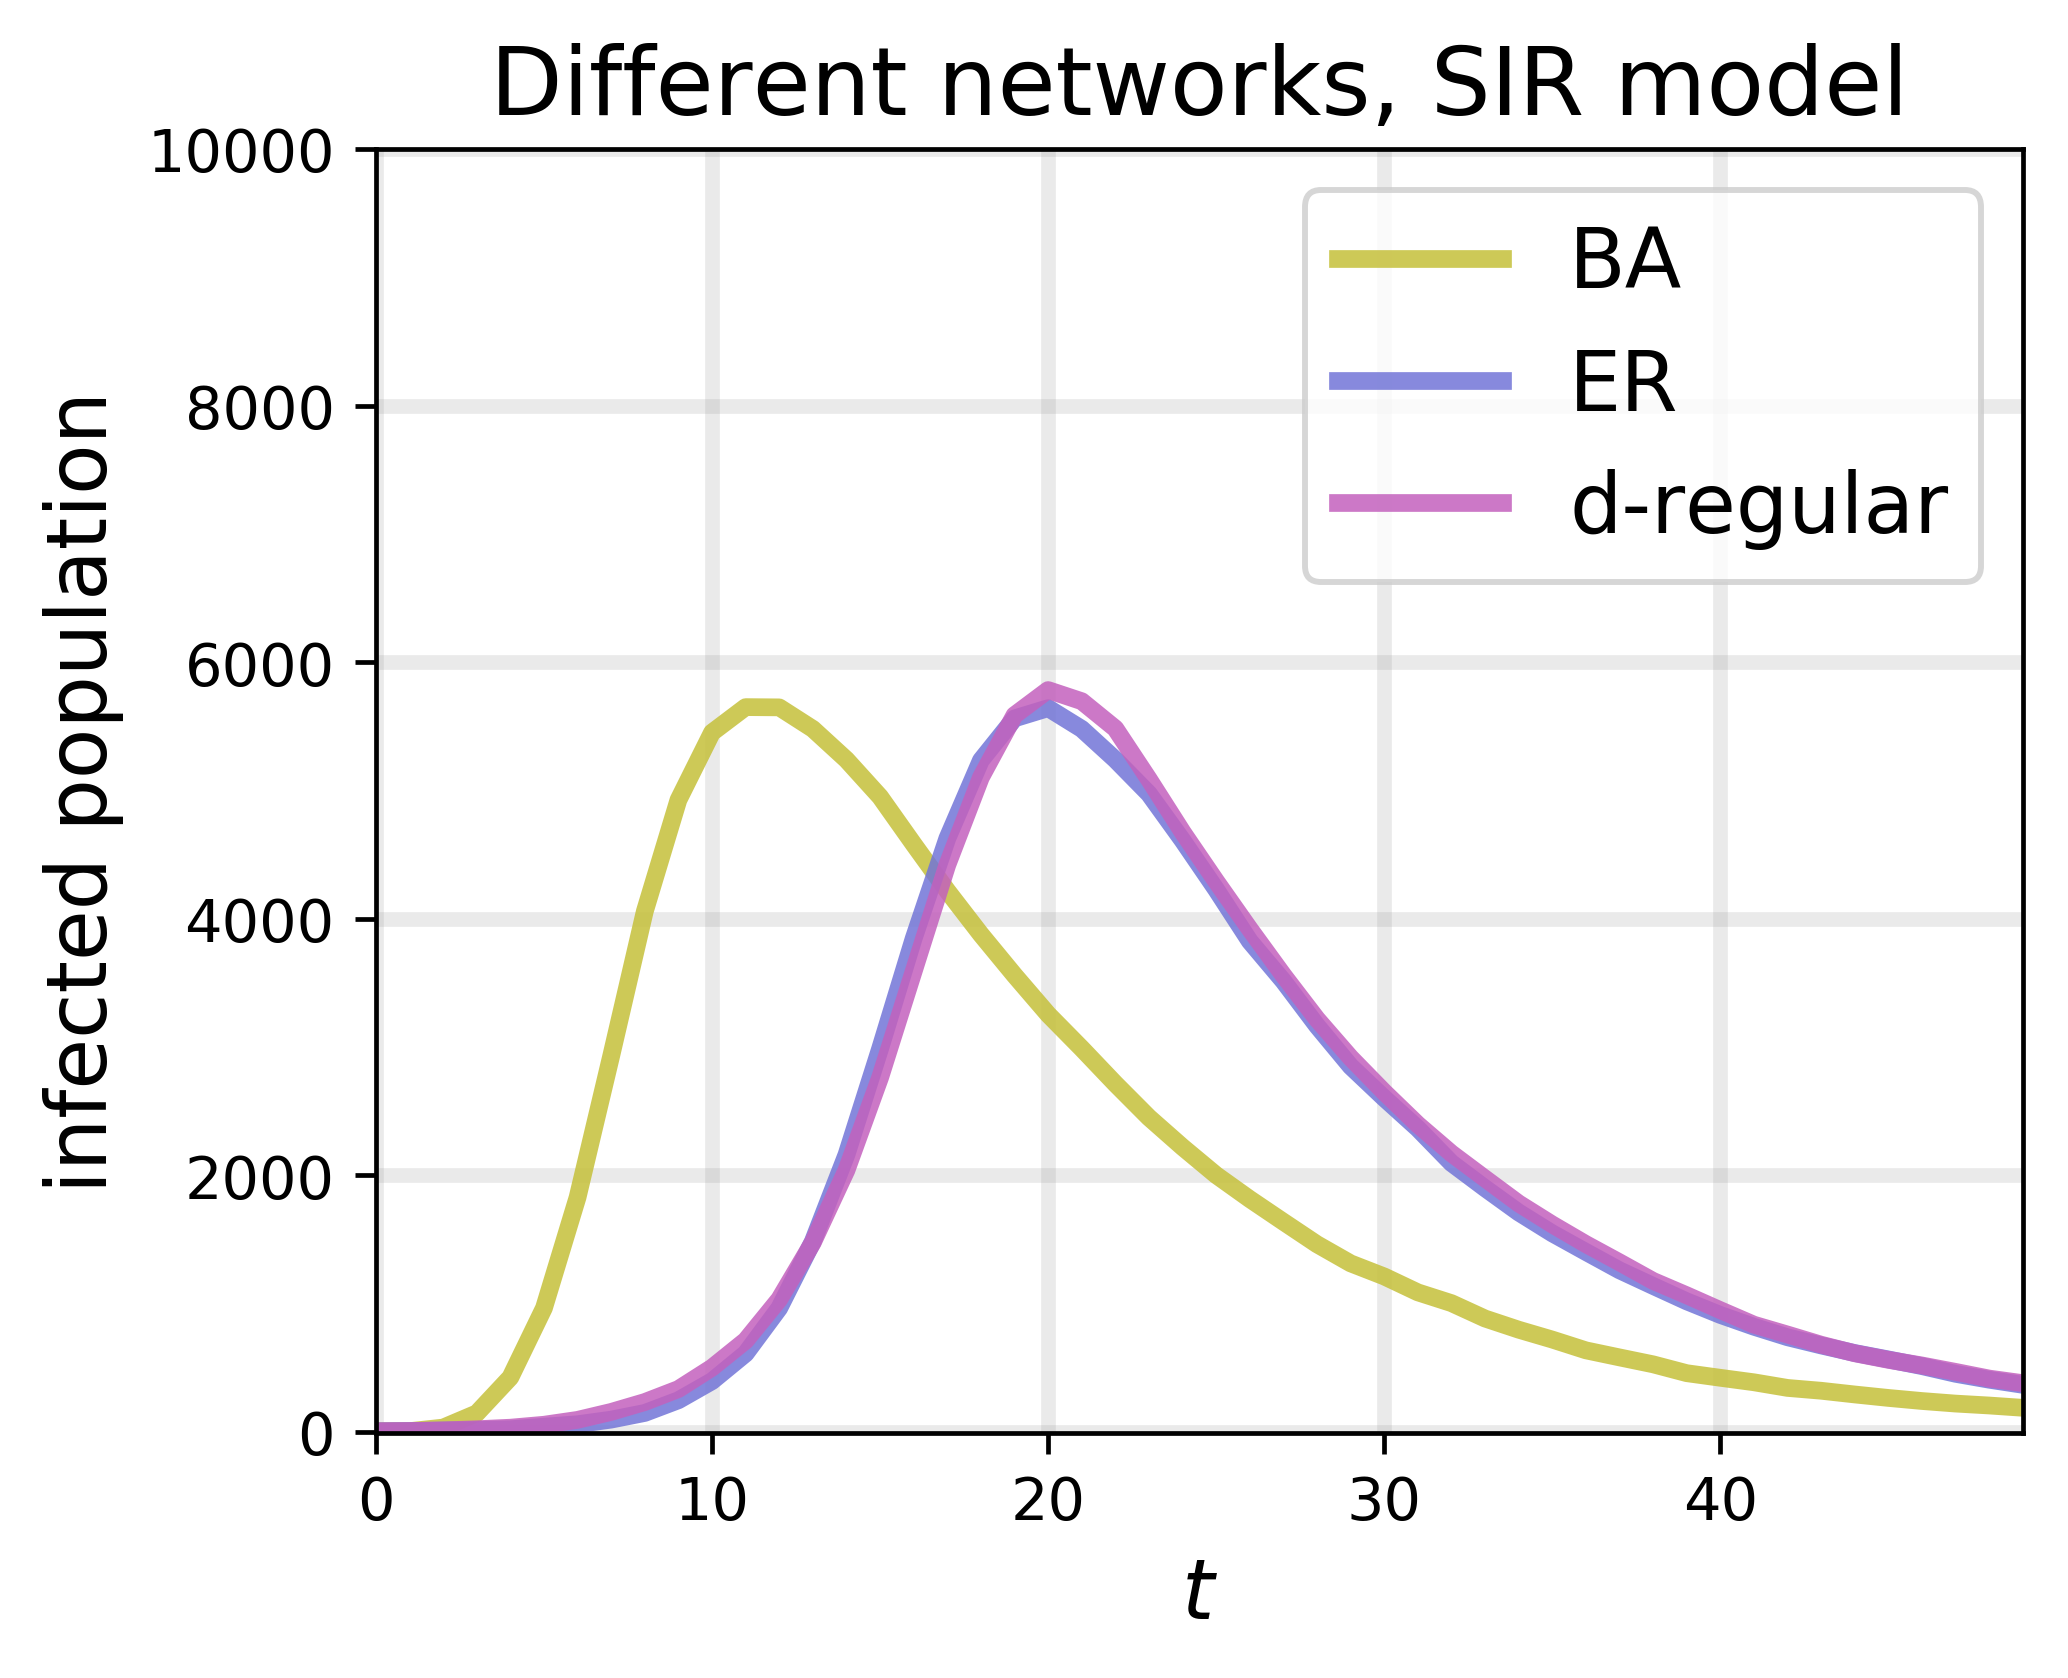 Different networks, SIR model
10000
8000
6000
4000
2000
0
infected population
BA
ER
d-regular
0 10 20 30 40
t